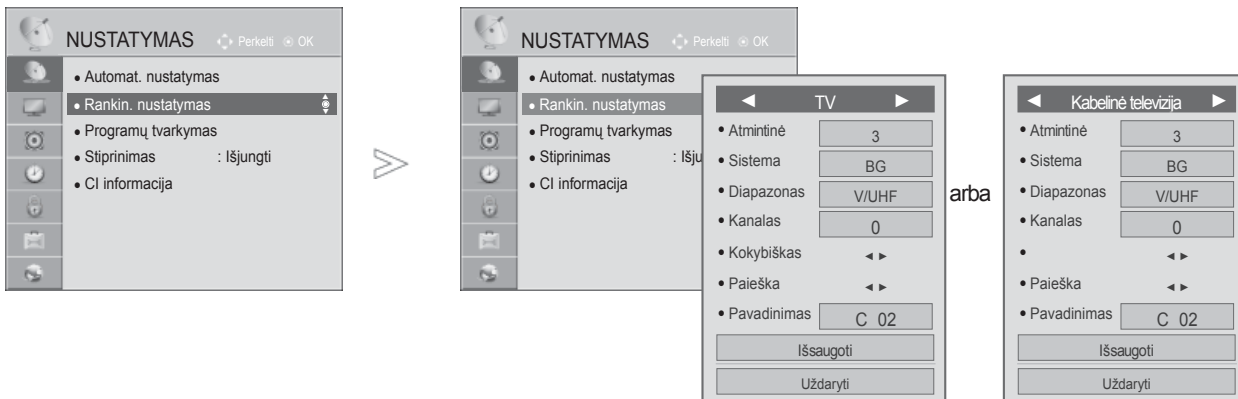 NUSTATYMAS Perkelti OK
• Automat. nustatymas
• Rankin. nustatymas
• Programų tvarkymas
• Stiprinimas : Išjungti
• CI informacija
NUSTATYMAS Perkelti OK
• Automat. nustatymas
• Rankin. nustatymas
• Programų tvarkymas
• Stiprinimas : Išju
• CI informacija
◄ TV ►
• Atmintinė 3
• Sistema BG
• Diapazonas V/UHF
• Kanalas 0
• Kokybiškas ◄ ►
• Paieška ◄ ►
• Pavadinimas C 02
Išsaugoti
Uždaryti
arba
◄ Kabelinė televizija ►
• Atmintinė 3
• Sistema BG
• Diapazonas V/UHF
• Kanalas 0
• ◄ ►
• Paieška ◄ ►
• Pavadinimas C 02
Išsaugoti
Uždaryti